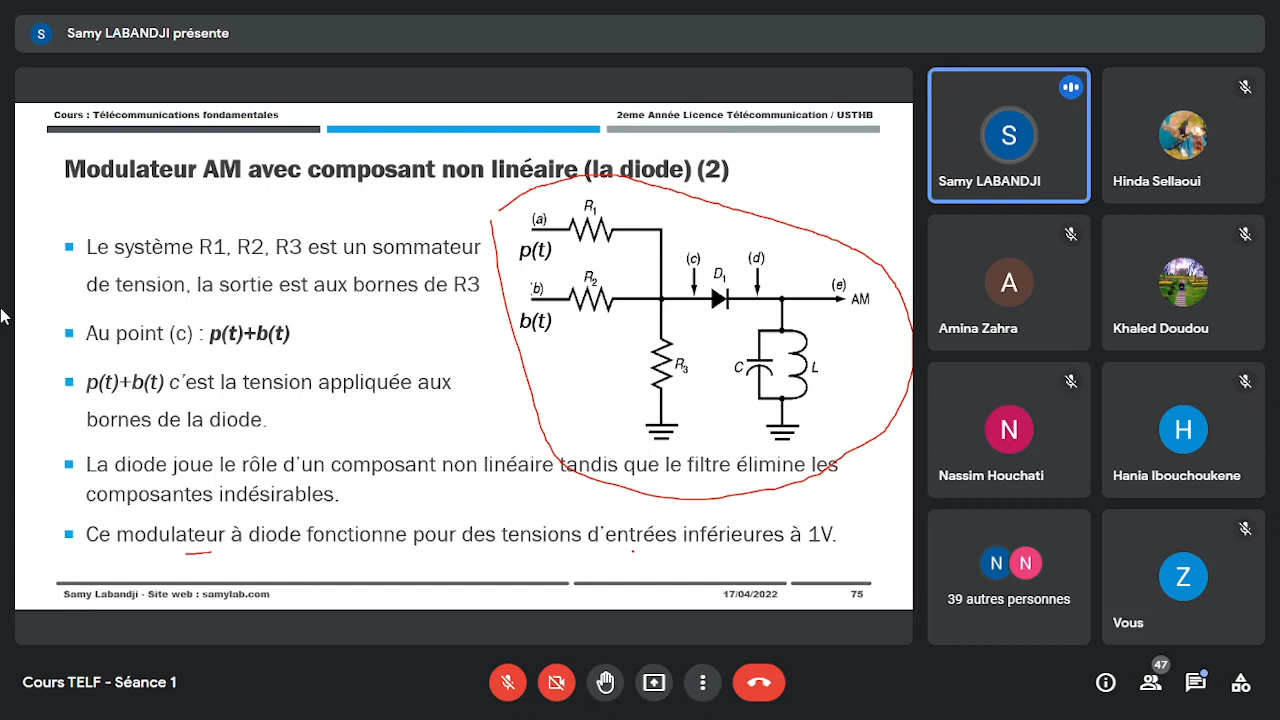 S Samy LABANDJI présente
Cours : Télécommunications fondamentales
2eme Année Licence Télécommunication / USTHB
Modulateur AM avec composant non linéaire (la diode) (2)
Le système R1, R2, R3 est un sommateur
de tension, la sortie est aux bornes de R3
Au point (c) : p(t)+b(t)
p(t)+b(t) c'est la tension appliquée aux
bornes de la diode.
La diode joue le rôle d'un composant non linéaire tandis que le filtre élimine les
composantes indésirables.
Ce modulateur à diode fonctionne pour des tensions d'entrées inférieures à 1V.
(a)
R1
p(t)
b)
R2
b(t)
(c)
D1
(d)
(e)
AM
R3
C
L
Samy Labandji - Site web : samylab.com
17/04/2022
75
S
Samy LABANDJI
Hinda Sellaoui
A
Amina Zahra
Khaled Doudou
N
Nassim Houchati
H
Hania Ibouchoukene
N N
39 autres personnes
Z
Vous
Cours TELF - Séance 1
47